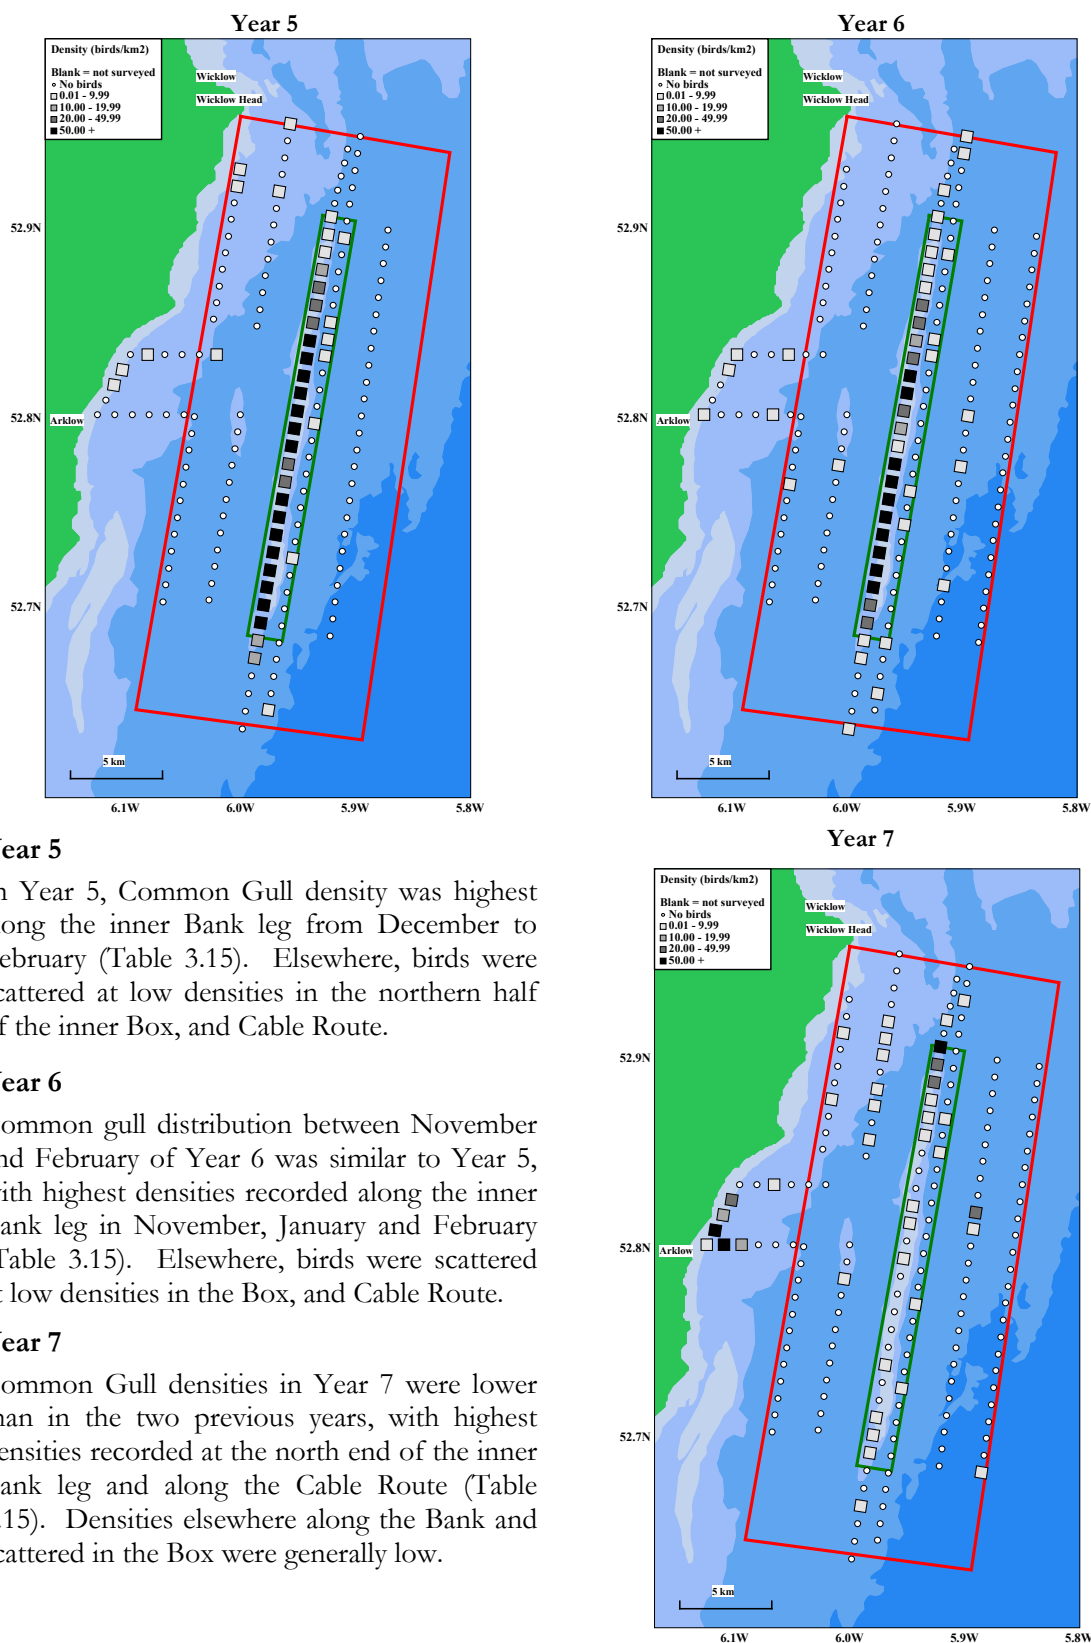 Year 5
Density (birds/km2)
Blank = not surveyed
No birds
0.01 - 9.99
10.00 - 19.99
20.00 - 49.99
50.00 +
Wicklow
Wicklow Head
52.9N
52.8N
Arklow
52.7N
5 km
6.1W 6.0W 5.9W 5.8W
Year 6
Density (birds/km2)
Blank = not surveyed
No birds
0.01 - 9.99
10.00 - 19.99
20.00 - 49.99
50.00 +
Wicklow
Wicklow Head
52.9N
52.8N
Arklow
52.7N
5 km
6.1W 6.0W 5.9W 5.8W
ear 5
n Year 5, Common Gull density was highest
long the inner Bank leg from December to
ebruary (Table 3.15). Elsewhere, birds were
cattered at low densities in the northern half
f the inner Box, and Cable Route.
ear 6
ommon gull distribution between November
nd February of Year 6 was similar to Year 5,
ith highest densities recorded along the inner
ank leg in November, January and February
Table 3.15). Elsewhere, birds were scattered
t low densities in the Box, and Cable Route.
ear 7
ommon Gull densities in Year 7 were lower
han in the two previous years, with highest
ensities recorded at the north end of the inner
ank leg and along the Cable Route (Table
.15). Densities elsewhere along the Bank and
cattered in the Box were generally low.
Year 7
Density (birds/km2)
Blank = not surveyed
No birds
0.01 - 9.99
10.00 - 19.99
20.00 - 49.99
50.00 +
Wicklow
Wicklow Head
52.9N
52.8N
Arklow
52.7N
5 km
6.1W 6.0W 5.9W 5.8W